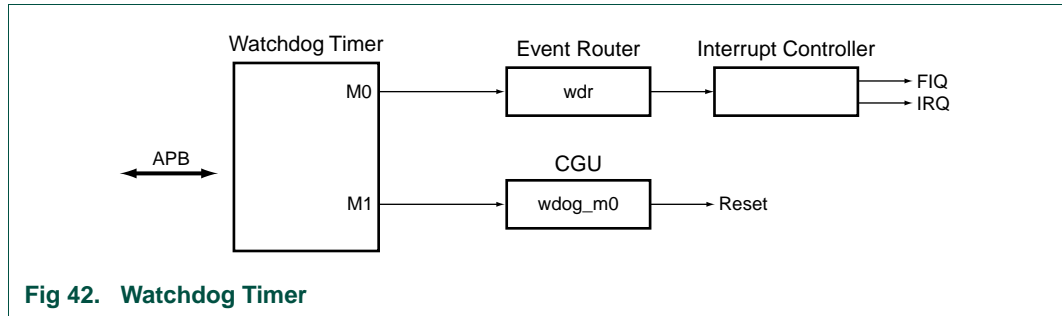 Watchdog Timer
Event Router
Interrupt Controller
M0
wdr
FIQ
IRQ
APB
CGU
M1
wdog_m0
Reset
Fig 42. Watchdog Timer